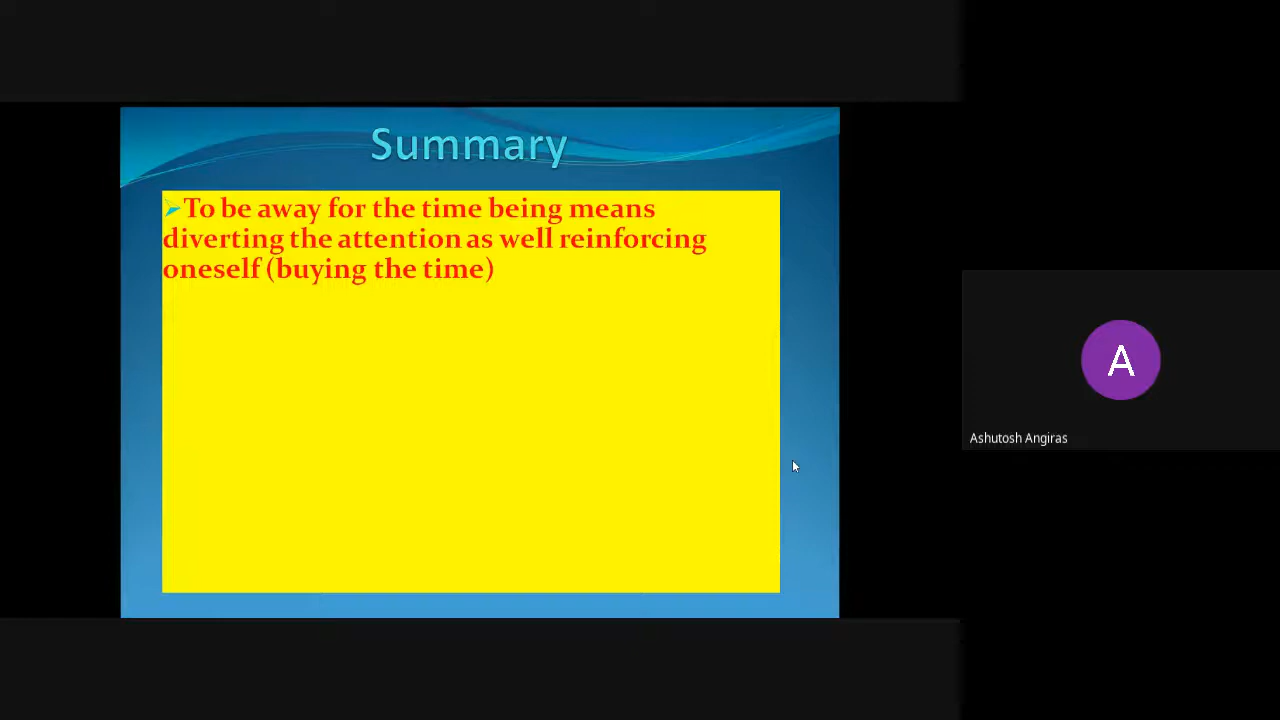 Summary
To be away for the time being means
diverting the attention as well reinforcing
oneself (buying the time)
A
Ashutosh Angiras